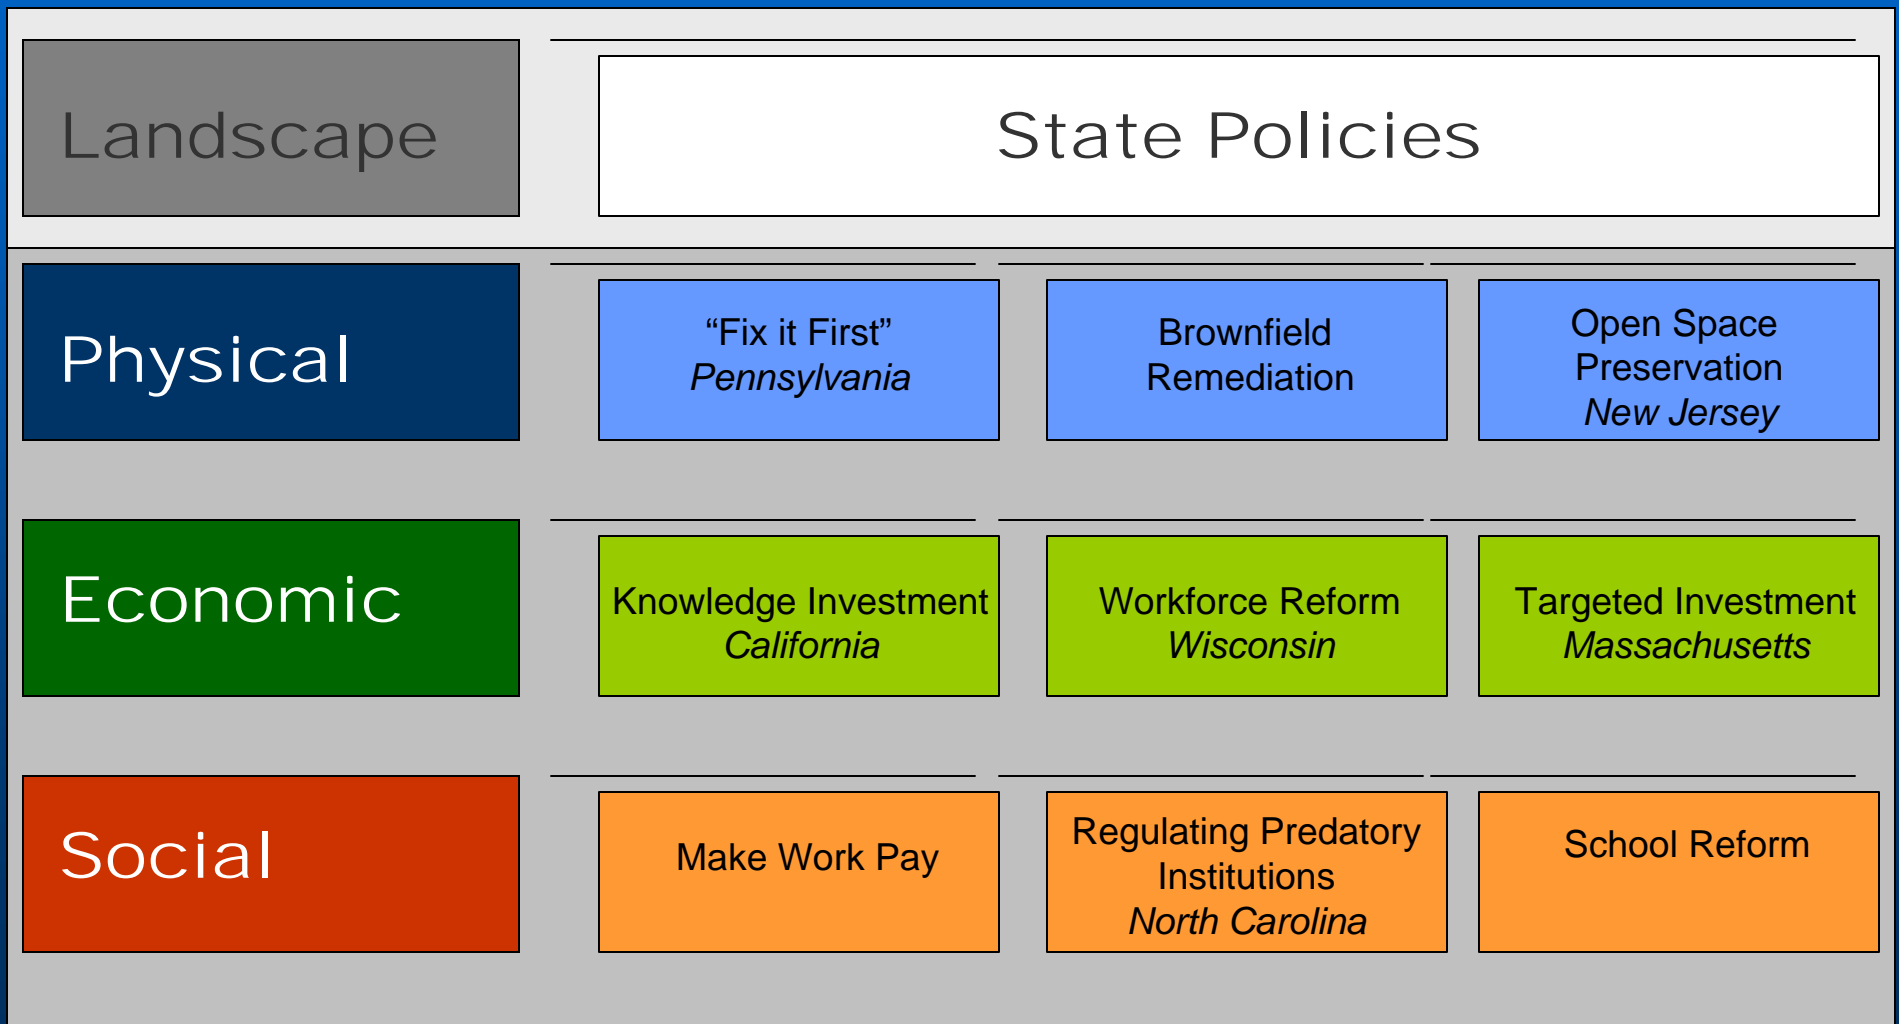 Landscape
State Policies
Physical
“Fix it First”
Pennsylvania
Brownfield
Remediation
Open Space
Preservation
New Jersey
Economic
Knowledge Investment
California
Workforce Reform
Wisconsin
Targeted Investment
Massachusetts
Social
Make Work Pay
Regulating Predatory
Institutions
North Carolina
School Reform